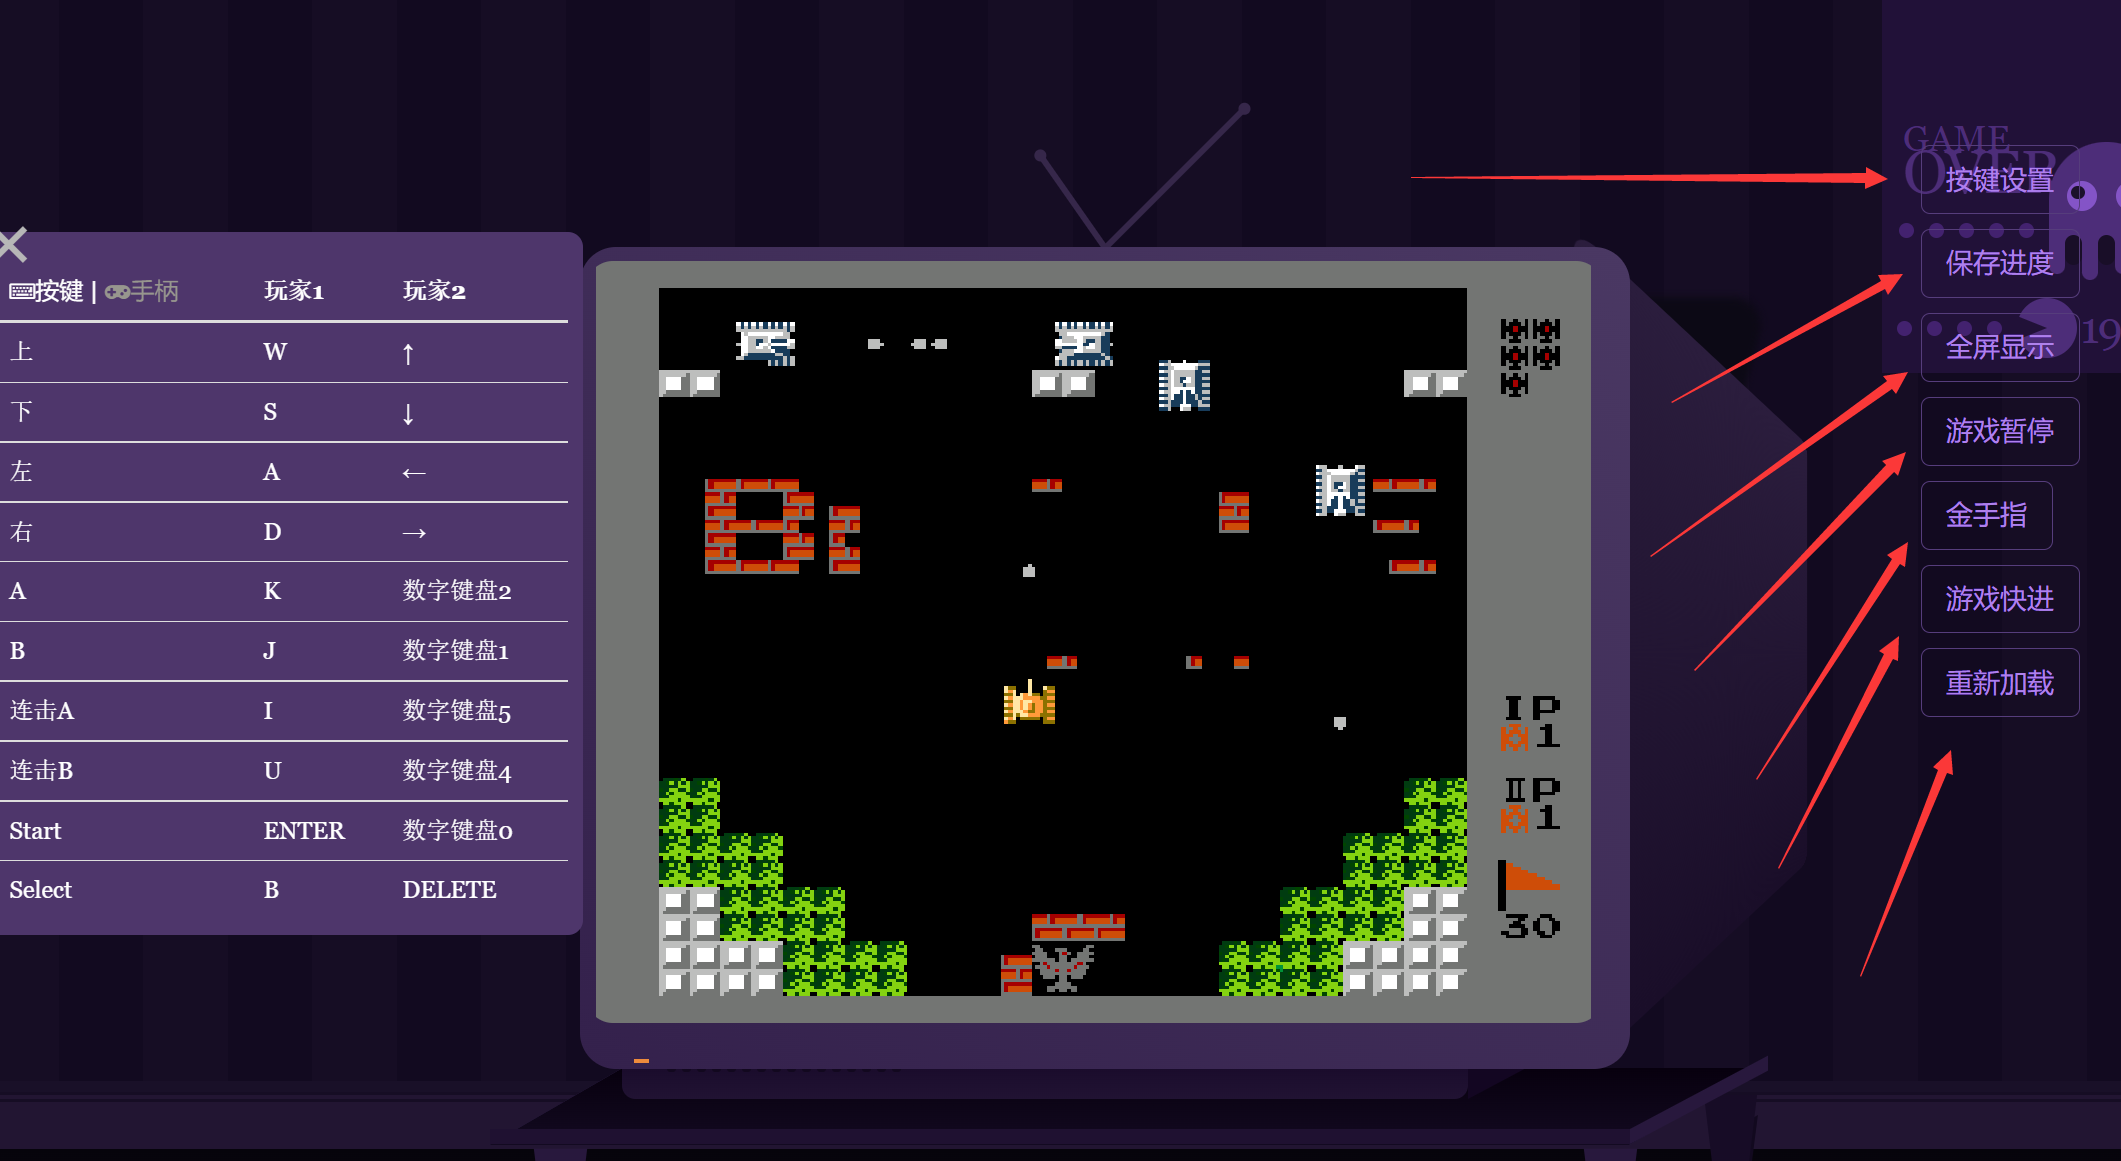 按键 | 手柄 玩家1 玩家2
上 W ↑
下 S ↓
左 A ←
右 D →
A K 数字键盘2
B J 数字键盘1
连击A I 数字键盘5
连击B U 数字键盘4
Start ENTER 数字键盘0
Select B DELETE
IP
1
IIP
1
30
GAME
OVER
19
按键设置
保存进度
全屏显示
游戏暂停
金手指
游戏快进
重新加载